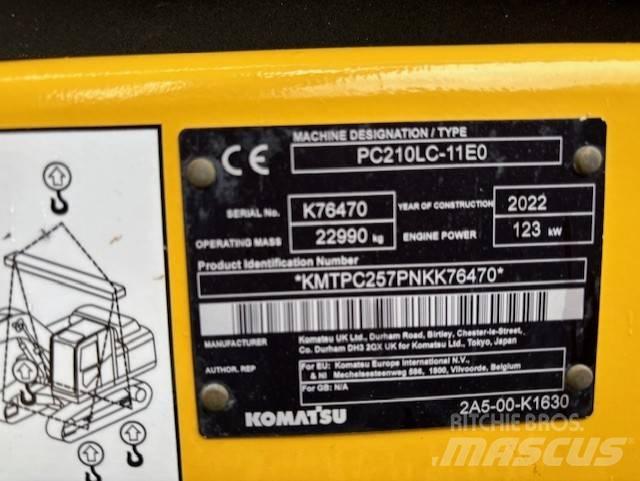 CE
MACHINE DESIGNATION / TYPE
PC210LC-11E0
SERIAL No. K76470 YEAR OF CONSTRUCTION 2022
OPERATING MASS 22990 kg ENGINE POWER 123 kW
Product Identification Number
*KMTPC257PNKK76470*
MANUFACTURER Komatsu UK Ltd., Durham Road, Birtley, Chester-le-Street,
Co. Durham DH3 2QX UK for Komatsu Ltd., Tokyo, Japan
AUTHOR. REP For EU: Komatsu Europe International N.V.,
& NI Mechelsesteenweg 586, 1800, Vilvoorde, Belgium
For GB: N/A
KOMATSU 2A5-00-K1630
RITCHIE BROS.
MASCUS